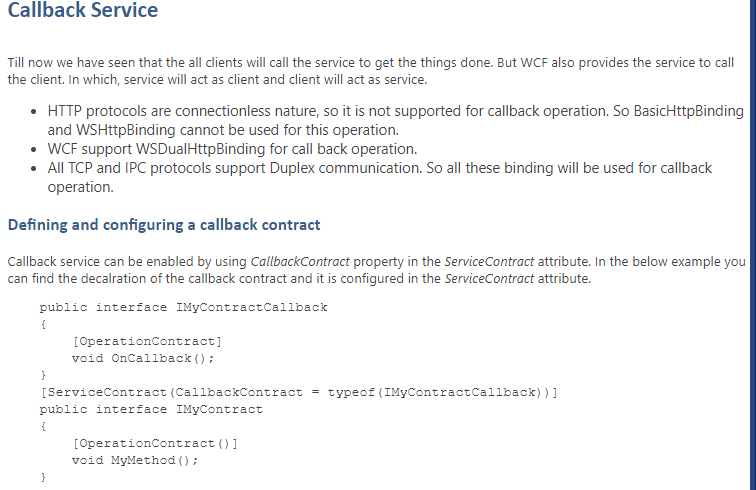 Callback Service
Till now we have seen that the all clients will call the service to get the things done. But WCF also provides the service to call
the client. In which, service will act as client and client will act as service.
• HTTP protocols are connectionless nature, so it is not supported for callback operation. So BasicHttpBinding
and WSHttpBinding cannot be used for this operation.
• WCF support WSDualHttpBinding for call back operation.
• All TCP and IPC protocols support Duplex communication. So all these binding will be used for callback
operation.
Defining and configuring a callback contract
Callback service can be enabled by using CallbackContract property in the ServiceContract attribute. In the below example you
can find the decalration of the callback contract and it is configured in the ServiceContract attribute.
public interface IMyContractCallback
{
[OperationContract]
void OnCallback();
}
[ServiceContract(CallbackContract = typeof(IMyContractCallback))]
public interface IMyContract
{
[OperationContract()]
void MyMethod();
}